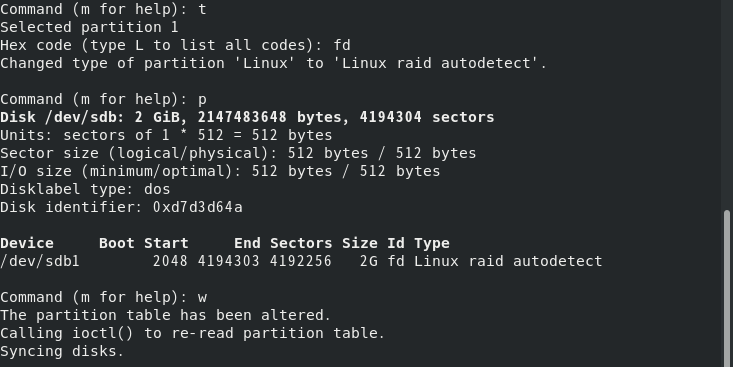 Command (m for help): t
Selected partition 1
Hex code (type L to list all codes): fd
Changed type of partition 'Linux' to 'Linux raid autodetect'.
Command (m for help): p
Disk /dev/sdb: 2 GiB, 2147483648 bytes, 4194304 sectors
Units: sectors of 1 * 512 = 512 bytes
Sector size (logical/physical): 512 bytes / 512 bytes
I/O size (minimum/optimal): 512 bytes / 512 bytes
Disklabel type: dos
Disk identifier: 0xd7d3d64a
Device     Boot Start     End Sectors Size Id Type
/dev/sdb1        2048 4194303 4192256   2G fd Linux raid autodetect
Command (m for help): w
The partition table has been altered.
Calling ioctl() to re-read partition table.
Syncing disks.